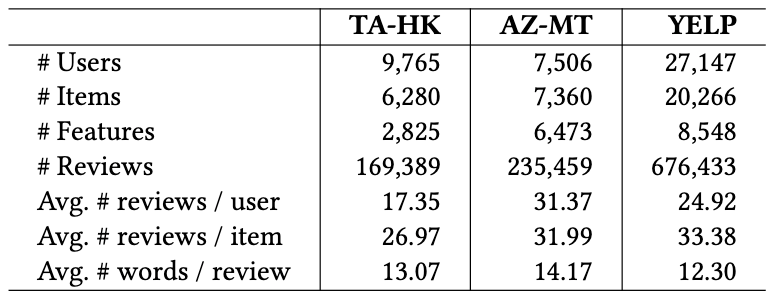 TA-HK AZ-MT YELP
# Users 9,765 7,506 27,147
# Items 6,280 7,360 20,266
# Features 2,825 6,473 8,548
# Reviews 169,389 235,459 676,433
Avg. # reviews / user 17.35 31.37 24.92
Avg. # reviews / item 26.97 31.99 33.38
Avg. # words / review 13.07 14.17 12.30